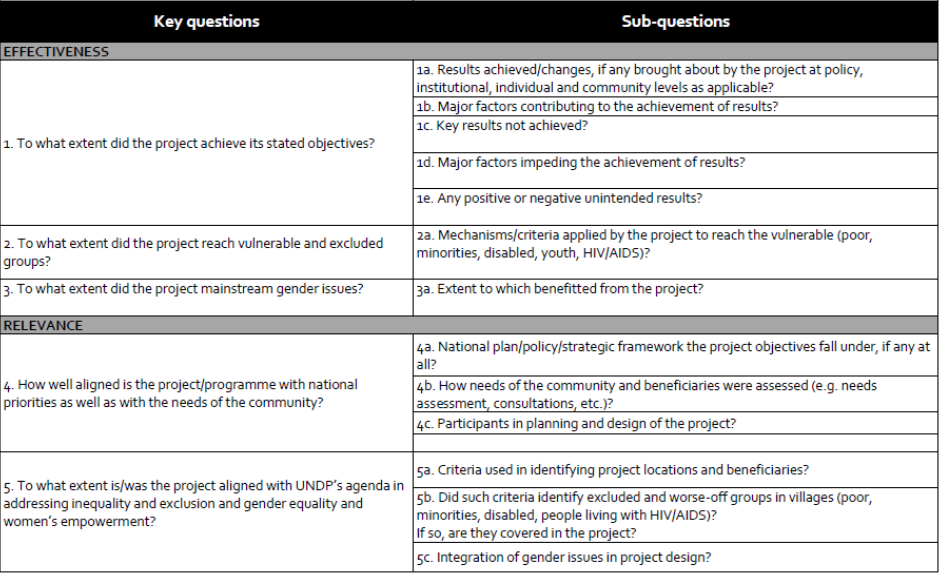 Key questions
Sub-questions
EFFECTIVENESS
1. To what extent did the project achieve its stated objectives?
1a. Results achieved/changes, if any brought about by the project at policy,
institutional, individual and community levels as applicable?
1b. Major factors contributing to the achievement of results?
1c. Key results not achieved?
1d. Major factors impeding the achievement of results?
1e. Any positive or negative unintended results?
2. To what extent did the project reach vulnerable and excluded
groups?
2a. Mechanisms/criteria applied by the project to reach the vulnerable (poor,
minorities, disabled, youth, HIV/AIDS)?
3. To what extent did the project mainstream gender issues?
3a. Extent to which benefitted from the project?
RELEVANCE
4. How well aligned is the project/programme with national
priorities as well as with the needs of the community?
4a. National plan/policy/strategic framework the project objectives fall under, if any at
all?
4b. How needs of the community and beneficiaries were assessed (e.g. needs
assessment, consultations, etc.)?
4c. Participants in planning and design of the project?
5. To what extent is/was the project aligned with UNDP's agenda in
addressing inequality and exclusion and gender equality and
women's empowerment?
5a. Criteria used in identifying project locations and beneficiaries?
5b. Did such criteria identify excluded and worse-off groups in villages (poor,
minorities, disabled, people living with HIV/AIDS)?
If so, are they covered in the project?
5c. Integration of gender issues in project design?